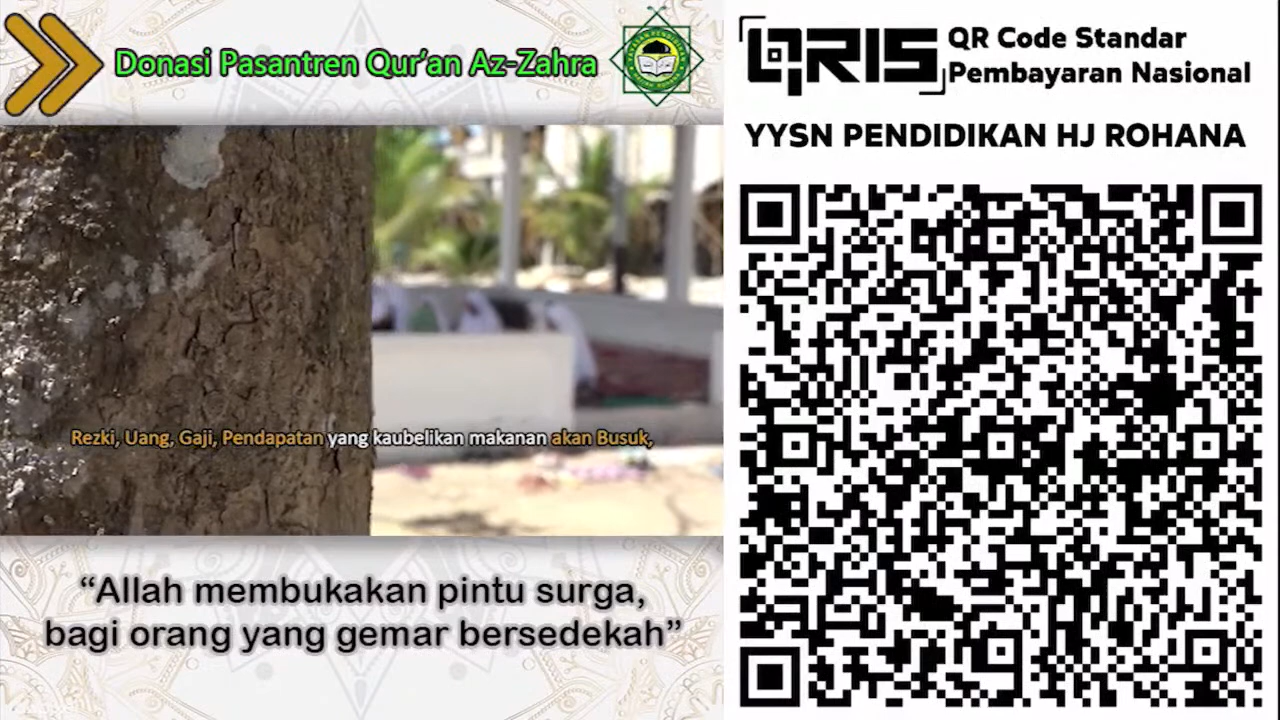 Donasi Pasantren Qur'an Az-Zahra
Rezki, Uang, Gaji, Pendapatan yang kaubelikan makanan akan Busuk,
“Allah membukakan pintu surga,
bagi orang yang gemar bersedekah”
QRIS
QR Code Standar
Pembayaran Nasional
YYSN PENDIDIKAN HJ ROHANA